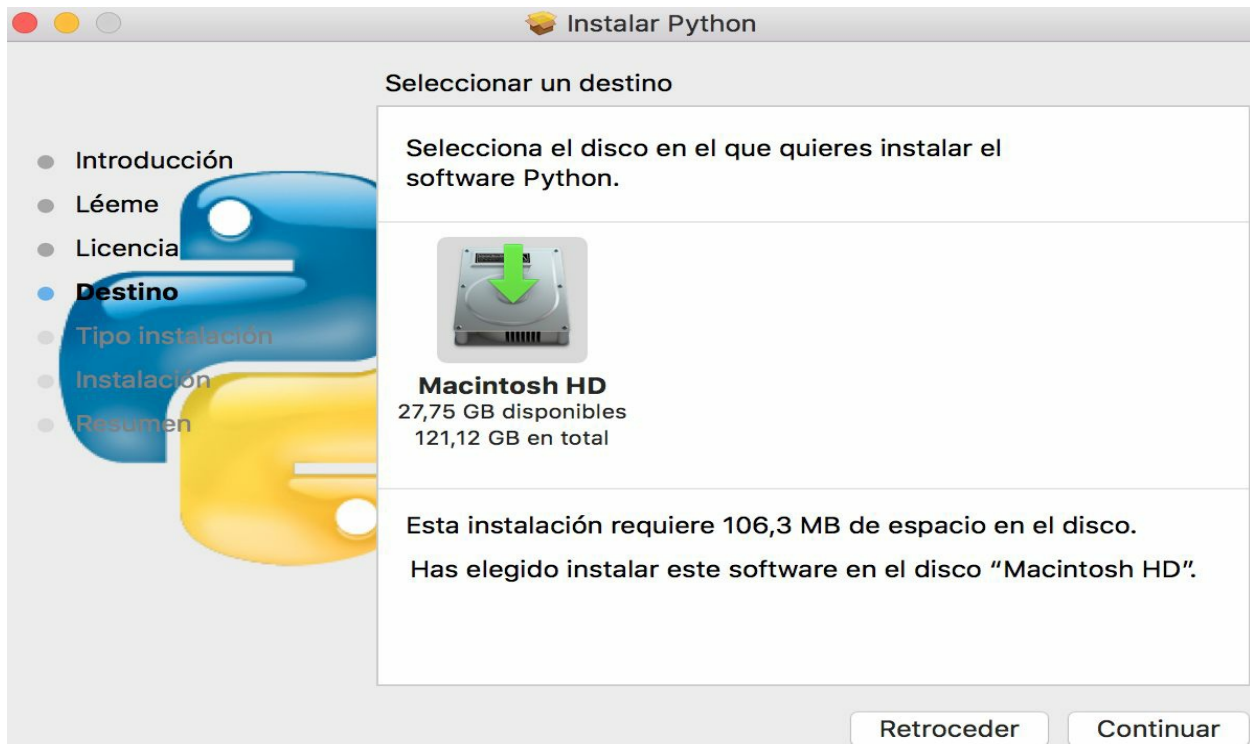 Instalar Python
Seleccionar un destino
Introducción
Léeme
Licencia
Destino
Tipo instalación
Instalación
Resumen
Selecciona el disco en el que quieres instalar el
software Python.
Macintosh HD
27,75 GB disponibles
121,12 GB en total
Esta instalación requiere 106,3 MB de espacio en el disco.
Has elegido instalar este software en el disco “Macintosh HD”.
Retroceder
Continuar